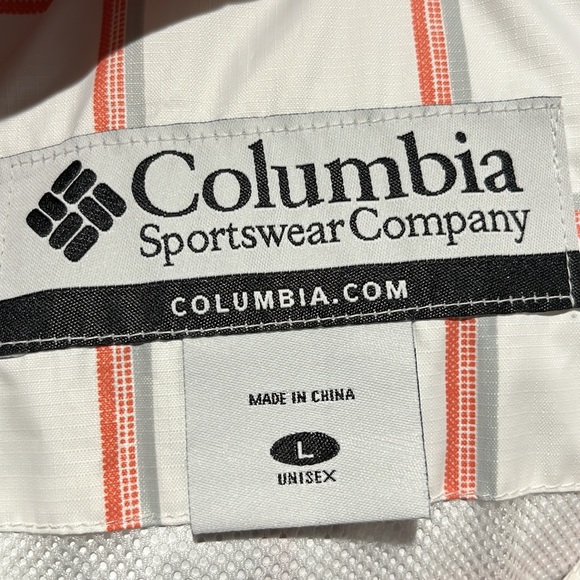 Columbia
Sportswear Company
COLUMBIA.COM
MADE IN CHINA
L
UNISEX